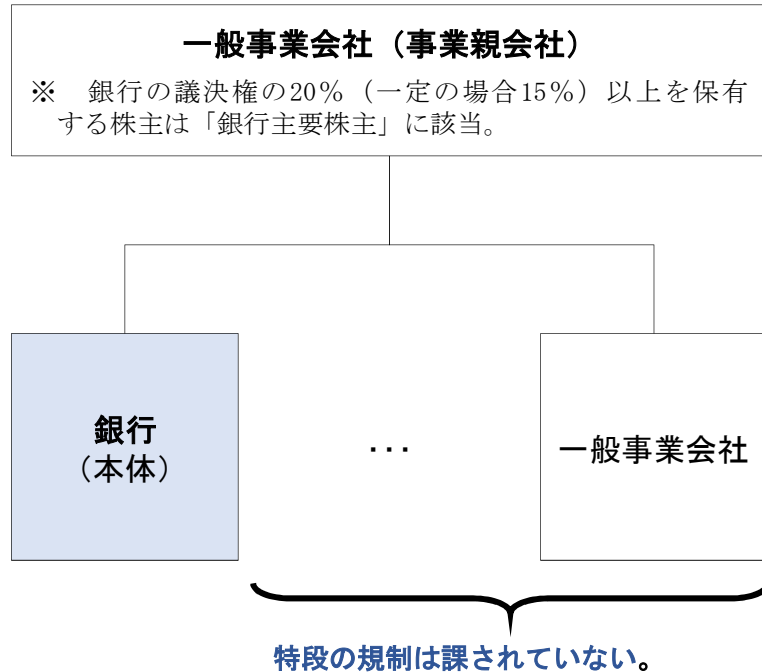 一般事業会社（事業親会社）
※　銀行の議決権の20％（一定の場合15％）以上を保有
する株主は「銀行主要株主」に該当。
銀行
（本体）
…
一般事業会社
特段の規制は課されていない。